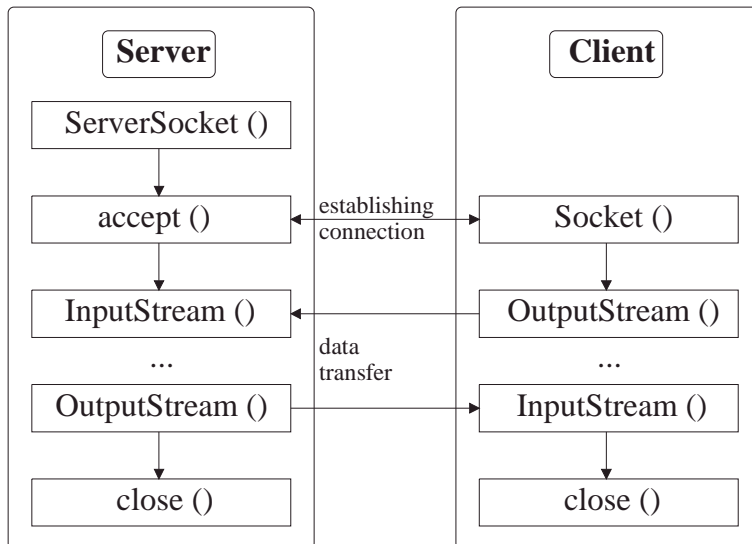 Server
Client
ServerSocket ()
establishing
connection
accept ()
Socket ()
InputStream ()
OutputStream ()
...
data
transfer
...
OutputStream ()
InputStream ()
close ()
close ()